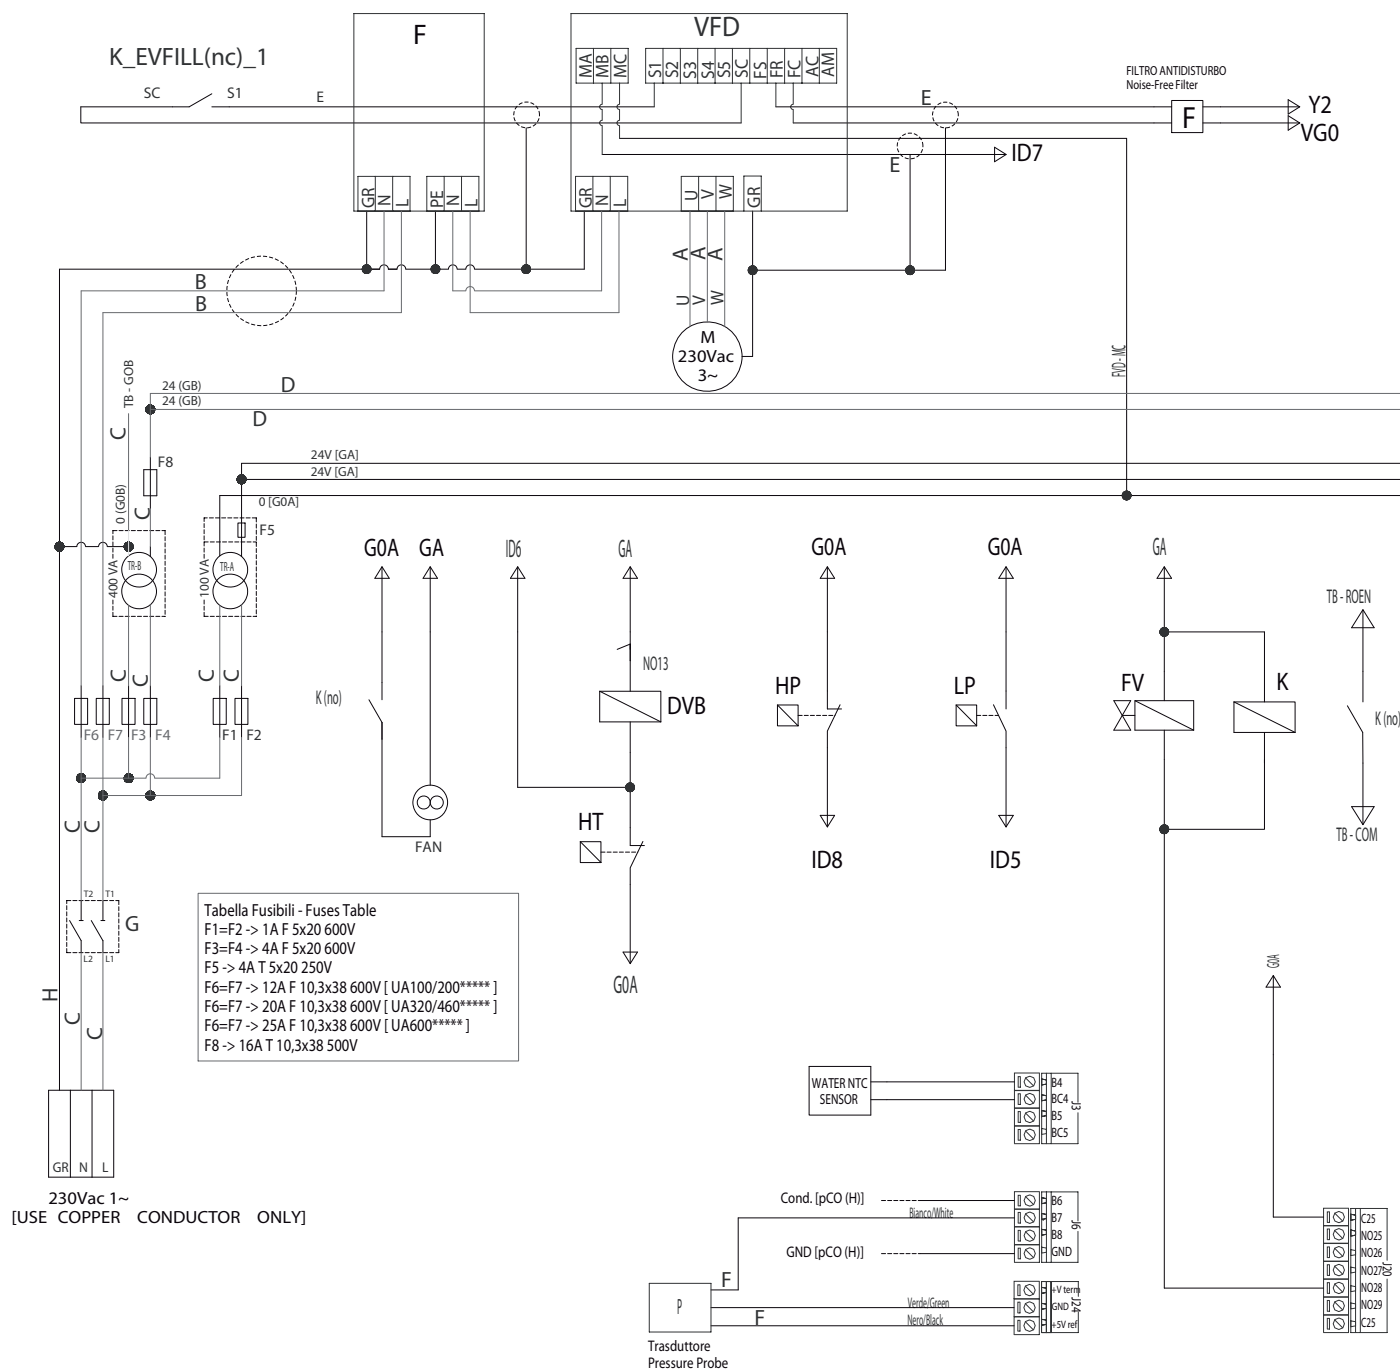 F
VFD
K_EVFILL(nc)_1
MA MB MC S1 S2 S3 S4 S5 SC FS FR FC AC AM
FILTRO ANTIDISTURBO
Noise-Free Filter
SC S1 E
E
F
Y2
VG0
E
ID7
GR N L PE N L
GR N L
U V W GR
A A A
B
B
U V W
M
230Vac
3~
FVD - MC
TB - GOB
24 (GB)
D
24 (GB)
D
C
F8
24V [GA]
24V [GA]
0 (G0B)
C
0 [G0A]
F5
400 VA
TR-B
100 VA
TR-A
G0A GA ID6 GA G0A G0A GA
TB - ROEN
C C C C
K (no)
NO13
DVB
HP
LP
FV
K
K (no)
F6 F7 F3 F4 F1 F2
FAN
HT
C C
ID8
ID5
TB - COM
T2 T1
G
L2 L1
Tabella Fusibili - Fuses Table
F1=F2 -> 1A F 5x20 600V
F3=F4 -> 4A F 5x20 600V
F5 -> 4A T 5x20 250V
F6=F7 -> 12A F 10,3x38 600V [ UA100/200***** ]
F6=F7 -> 20A F 10,3x38 600V [ UA320/460***** ]
F6=F7 -> 25A F 10,3x38 600V [ UA600***** ]
F8 -> 16A T 10,3x38 500V
G0A
G0A
H
C
C
WATER NTC
SENSOR
B4
BC4
B5
BC5
J3
GR N L
230Vac 1~
[USE COPPER CONDUCTOR ONLY]
Cond. [pCO (H)]
Bianco/White
GND [pCO (H)]
B6
B7
B8
GND
J6
C25
NO25
NO26
NO27
NO28
NO29
C25
J20
F
P
Verde/Green
F
Nero/Black
+V term
GND
+5V ref
J24
Trasduttore
Pressure Probe